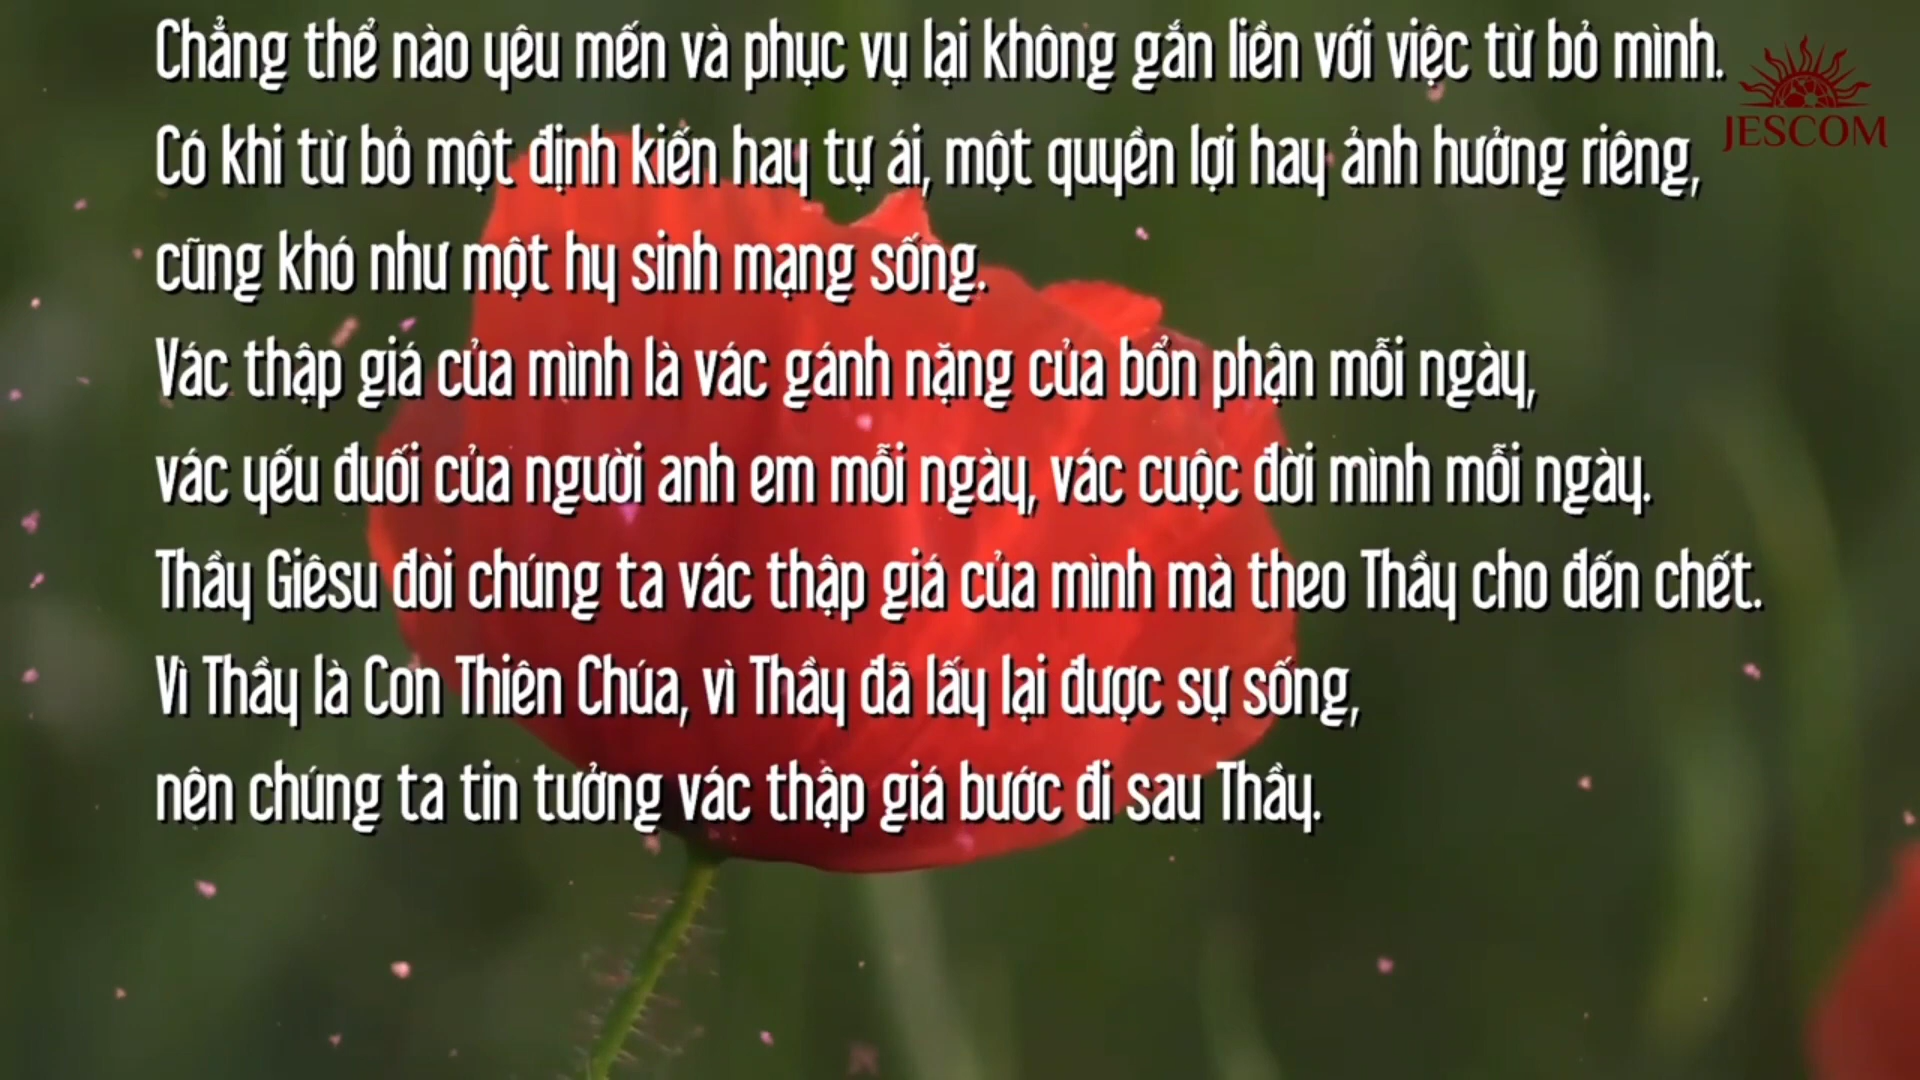 Chẳng thể nào yêu mến và phục vụ lại không gắn liền với việc từ bỏ mình.
JESCOM
Có khi từ bỏ một định kiến hay tự ái, một quyền lợi hay ảnh hưởng riêng,
cũng khó như một hy sinh mạng sống.
Vác thập giá của mình là vác gánh nặng của bổn phận mỗi ngày,
vác yếu đuối của người anh em mỗi ngày, vác cuộc đời mình mỗi ngày.
Thầy Giêsu đòi chúng ta vác thập giá của mình mà theo Thầy cho đến chết.
Vì Thầy là Con Thiên Chúa, vì Thầy đã lấy lại được sự sống,
nên chúng ta tin tưởng vác thập giá bước đi sau Thầy.